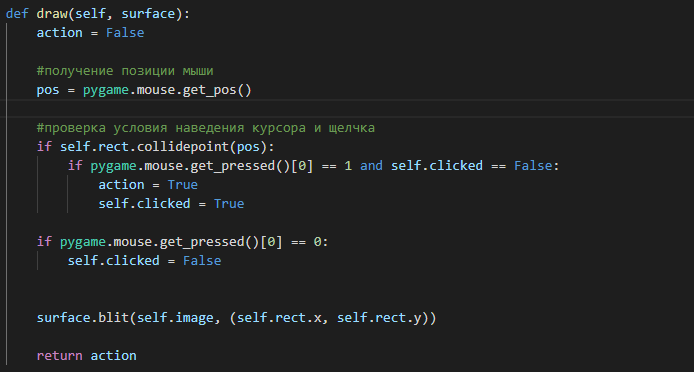 def draw(self, surface):
    action = False
    #получение позиции мыши
    pos = pygame.mouse.get_pos()
    #проверка условия наведения курсора и щелчка
    if self.rect.collidepoint(pos):
        if pygame.mouse.get_pressed()[0] == 1 and self.clicked == False:
            action = True
            self.clicked = True
    if pygame.mouse.get_pressed()[0] == 0:
        self.clicked = False
    surface.blit(self.image, (self.rect.x, self.rect.y))
    return action